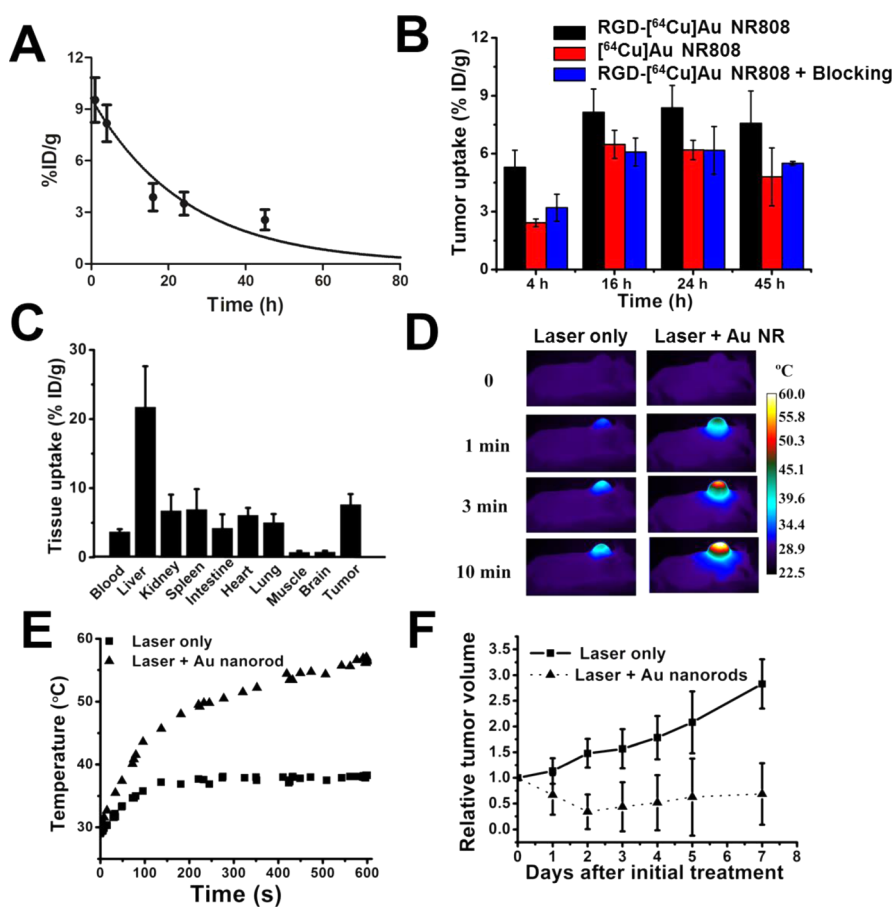 A
12
9
6
3
0
%ID/g
0 20 40 60 80
Time (h)
B
RGD-[⁶⁴Cu]Au NR808
[⁶⁴Cu]Au NR808
RGD-[⁶⁴Cu]Au NR808 + Blocking
12
9
6
3
0
Tumor uptake (% ID/g)
4 h 16 h 24 h 45 h
Time (h)
C
30
20
10
0
Tissue uptake (% ID/g)
Blood
Liver
Kidney
Spleen
Intestine
Heart
Lung
Muscle
Brain
Tumor
D
Laser only Laser + Au NR
0
1 min
3 min
10 min
ºC
60.0
55.8
50.3
45.1
39.6
34.4
28.9
22.5
E
Laser only
Laser + Au nanorod
60
50
40
30
Temperature (°C)
0 100 200 300 400 500 600
Time (s)
F
Laser only
Laser + Au nanorods
3.5
3.0
2.5
2.0
1.5
1.0
0.5
0.0
Relative tumor volume
0 1 2 3 4 5 6 7 8
Days after initial treatment